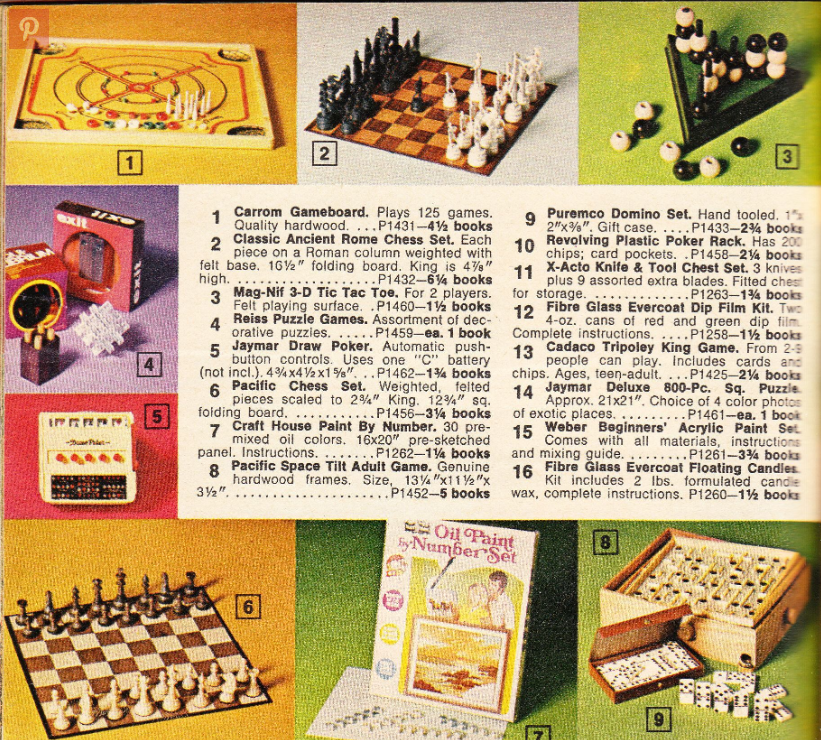 1
2
3
exit
exit
exit
4
5
Draw Poker
1 Carrom Gameboard. Plays 125 games.
Quality hardwood. ...P1431—4½ books
2 Classic Ancient Rome Chess Set. Each
piece on a Roman column weighted with
felt base. 16½" folding board. King is 4⅞"
high. ..................P1432—6¼ books
3 Mag-Nif 3-D Tic Tac Toe. For 2 players.
Felt playing surface. .P1460—1½ books
4 Reiss Puzzle Games. Assortment of dec-
orative puzzles. .....P1459—ea. 1 book
5 Jaymar Draw Poker. Automatic push-
button controls. Uses one "C" battery
(not incl.). 4¾x4½x1⅝". ..P1462—1¾ books
6 Pacific Chess Set. Weighted, felted
pieces scaled to 2¾" King. 12¾" sq.
folding board. .........P1456—3¼ books
7 Craft House Paint By Number. 30 pre-
mixed oil colors. 16x20" pre-sketched
panel. Instructions. .......P1262—1¼ books
8 Pacific Space Tilt Adult Game. Genuine
hardwood frames. Size, 13¼"x11½"x
3½". ......................P1452—5 books
9 Puremco Domino Set. Hand tooled. 1"x
2"x⅜". Gift case. .....P1433—2¾ books
10 Revolving Plastic Poker Rack. Has 200
chips; card pockets. ..P1458—2¼ books
11 X-Acto Knife & Tool Chest Set. 3 knives
plus 9 assorted extra blades. Fitted chest
for storage. ............P1263—1¾ books
12 Fibre Glass Evercoat Dip Film Kit. Two
4-oz. cans of red and green dip film.
Complete instructions. ....P1258—1½ books
13 Cadaco Tripoley King Game. From 2-9
people can play. Includes cards and
chips. Ages, teen-adult. ....P1425—2¼ books
14 Jaymar Deluxe 800-Pc. Sq. Puzzle.
Approx. 21x21". Choice of 4 color photos
of exotic places. ..........P1461—ea. 1 book
15 Weber Beginners' Acrylic Paint Set.
Comes with all materials, instructions
and mixing guide. .........P1261—3¾ books
16 Fibre Glass Evercoat Floating Candles.
Kit includes 2 lbs. formulated candle
wax, complete instructions. P1260—1½ books
6
Oil Paint
by Number Set
7
8
9